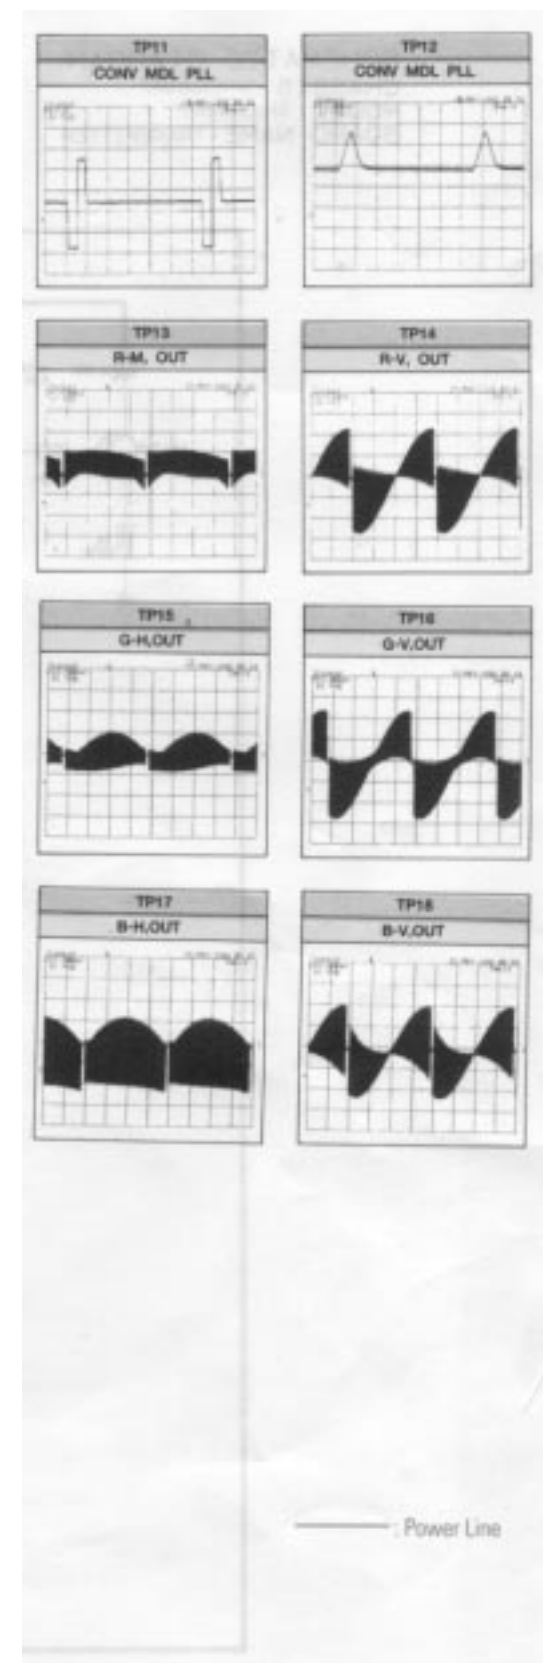 TP11
CONV MDL PLL
TP12
CONV MDL PLL
TP13
R-M, OUT
TP14
R-V, OUT
TP15
G-H,OUT
TP16
G-V,OUT
TP17
B-H,OUT
TP18
B-V,OUT
: Power Line